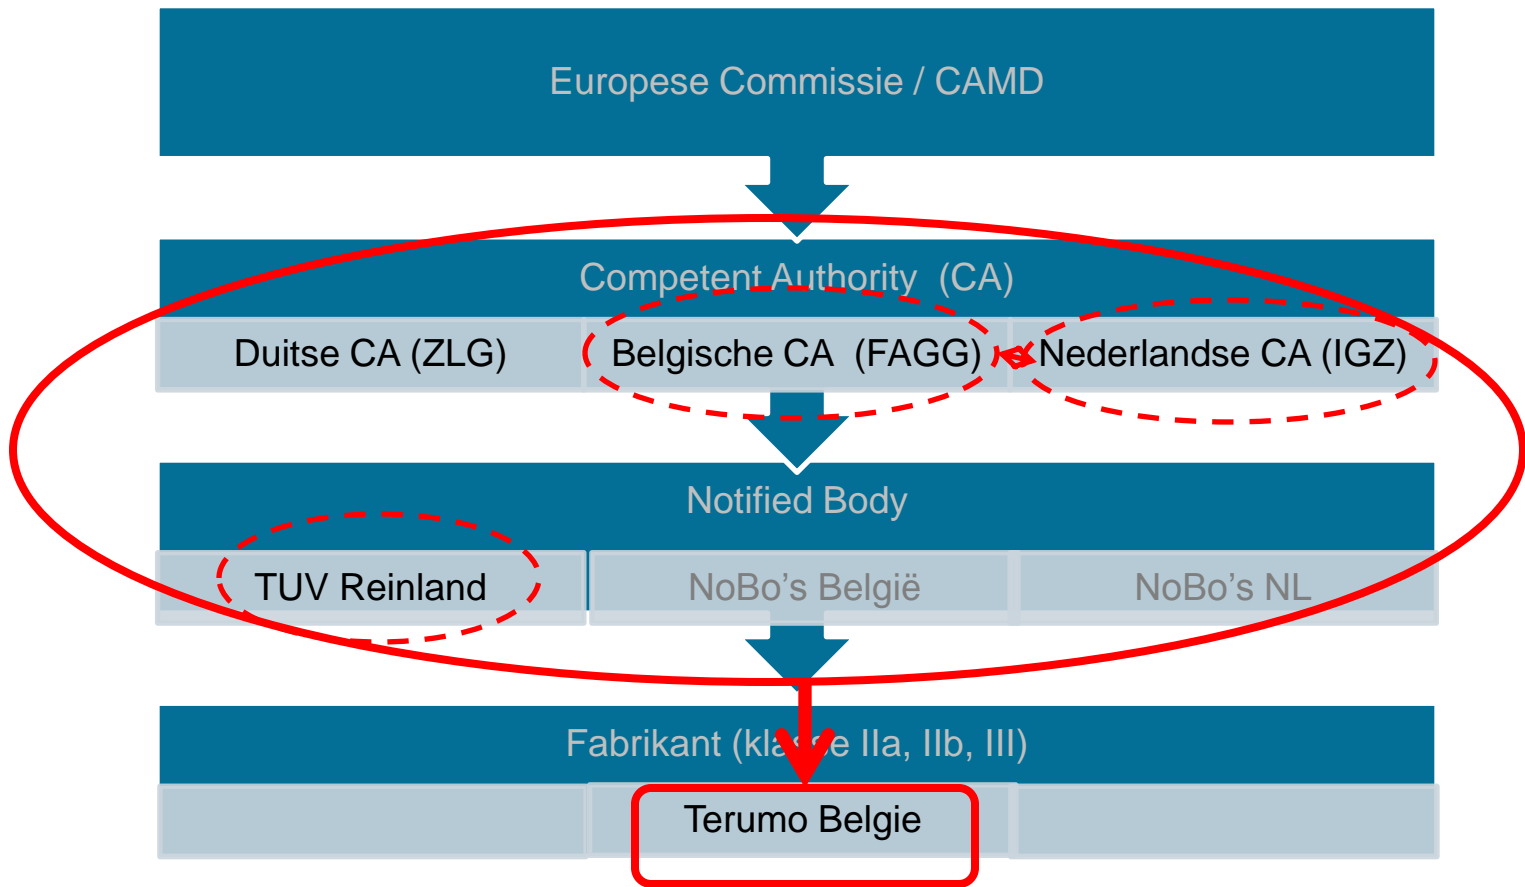 Europese Commissie / CAMD
Competent Authority (CA)
Duitse CA (ZLG)
Belgische CA (FAGG)
Nederlandse CA (IGZ)
Notified Body
TUV Reinland
NoBo's België
NoBo's NL
Fabrikant (klasse IIa, IIb, III)
Terumo Belgie